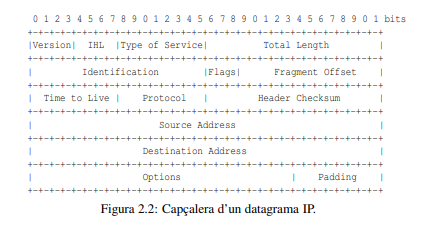 0 1 2 3 4 5 6 7 8 9 0 1 2 3 4 5 6 7 8 9 0 1 2 3 4 5 6 7 8 9 0 1 bits
+-+-+-+-+-+-+-+-+-+-+-+-+-+-+-+-+-+-+-+-+-+-+-+-+-+-+-+-+-+-+-+-+
|Version| IHL |Type of Service| Total Length |
+-+-+-+-+-+-+-+-+-+-+-+-+-+-+-+-+-+-+-+-+-+-+-+-+-+-+-+-+-+-+-+-+
| Identification |Flags| Fragment Offset |
+-+-+-+-+-+-+-+-+-+-+-+-+-+-+-+-+-+-+-+-+-+-+-+-+-+-+-+-+-+-+-+-+
| Time to Live | Protocol | Header Checksum |
+-+-+-+-+-+-+-+-+-+-+-+-+-+-+-+-+-+-+-+-+-+-+-+-+-+-+-+-+-+-+-+-+
| Source Address |
+-+-+-+-+-+-+-+-+-+-+-+-+-+-+-+-+-+-+-+-+-+-+-+-+-+-+-+-+-+-+-+-+
| Destination Address |
+-+-+-+-+-+-+-+-+-+-+-+-+-+-+-+-+-+-+-+-+-+-+-+-+-+-+-+-+-+-+-+-+
| Options | Padding |
+-+-+-+-+-+-+-+-+-+-+-+-+-+-+-+-+-+-+-+-+-+-+-+-+-+-+-+-+-+-+-+-+
Figura 2.2: Capçalera d'un datagrama IP.